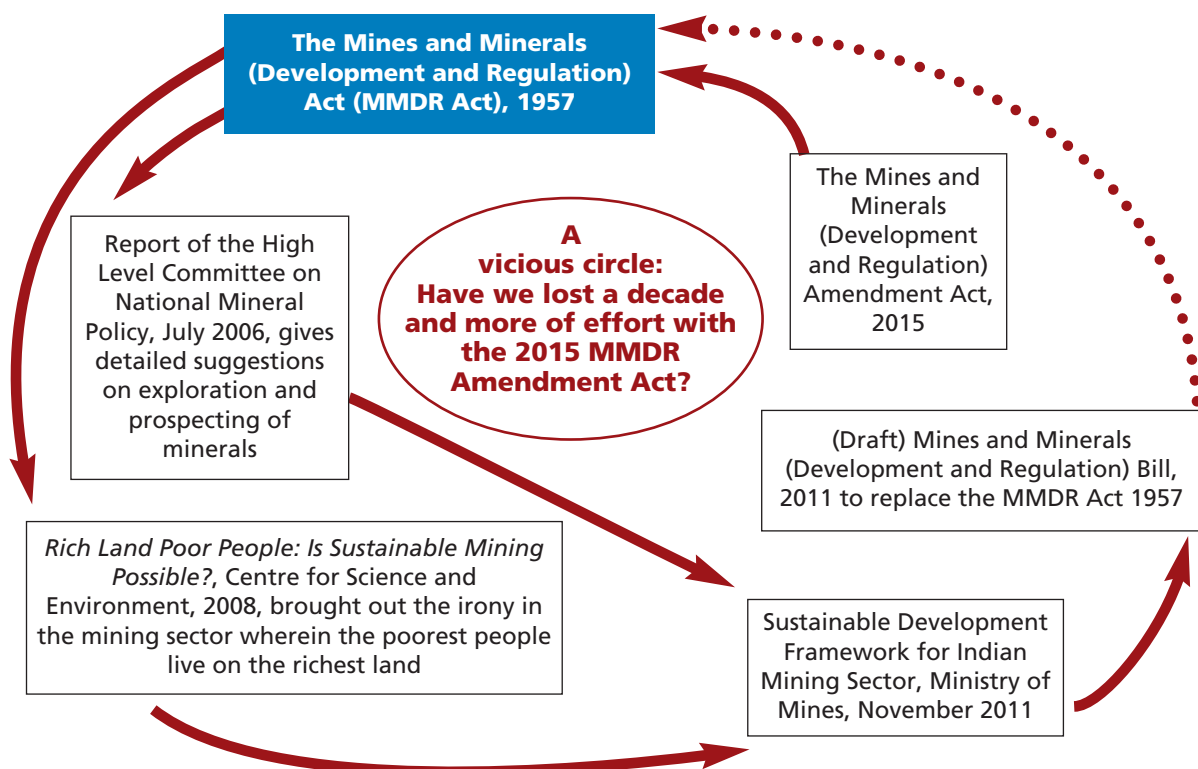 The Mines and Minerals
(Development and Regulation)
Act (MMDR Act), 1957
The Mines and
Minerals
(Development
and Regulation)
Amendment Act,
2015
Report of the High
Level Committee on
National Mineral
Policy, July 2006, gives
detailed suggestions
on exploration and
prospecting of
minerals
A
vicious circle:
Have we lost a decade
and more of effort with
the 2015 MMDR
Amendment Act?
(Draft) Mines and Minerals
(Development and Regulation) Bill,
2011 to replace the MMDR Act 1957
Rich Land Poor People: Is Sustainable Mining
Possible?, Centre for Science and
Environment, 2008, brought out the irony in
the mining sector wherein the poorest people
live on the richest land
Sustainable Development
Framework for Indian
Mining Sector, Ministry of
Mines, November 2011